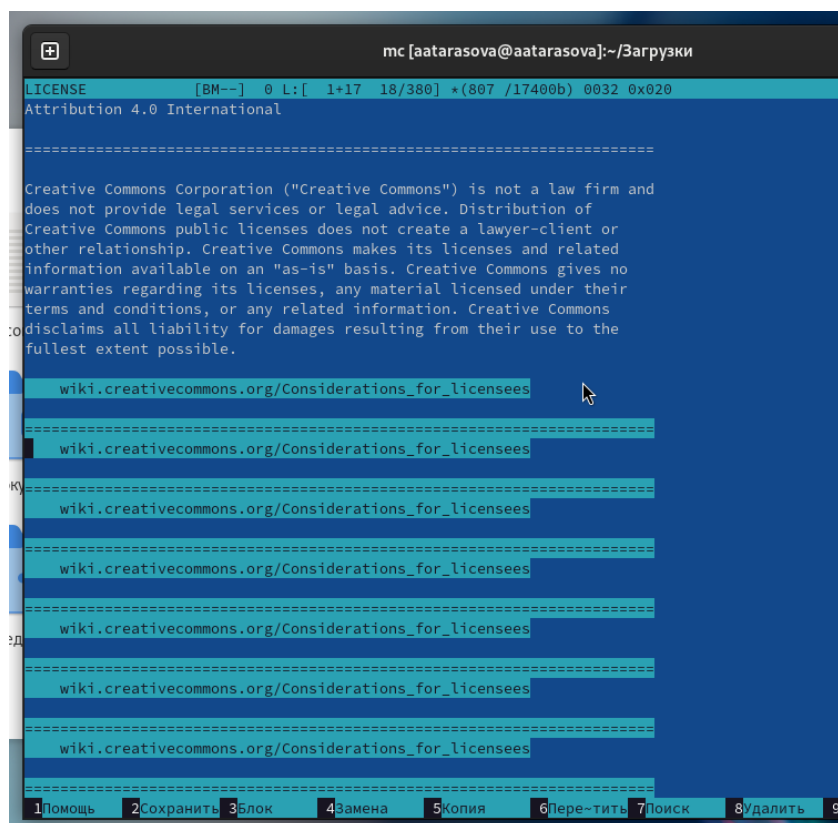 mc [aatarasova@aatarasova]:~/Загрузки
LICENSE [BM--] 0 L:[ 1+17 18/380] *(807 /17400b) 0032 0x020
Attribution 4.0 International
=======================================================================
Creative Commons Corporation ("Creative Commons") is not a law firm and
does not provide legal services or legal advice. Distribution of
Creative Commons public licenses does not create a lawyer-client or
other relationship. Creative Commons makes its licenses and related
information available on an "as-is" basis. Creative Commons gives no
warranties regarding its licenses, any material licensed under their
terms and conditions, or any related information. Creative Commons
disclaims all liability for damages resulting from their use to the
fullest extent possible.
wiki.creativecommons.org/Considerations_for_licensees
=======================================================================
wiki.creativecommons.org/Considerations_for_licensees
=======================================================================
wiki.creativecommons.org/Considerations_for_licensees
=======================================================================
wiki.creativecommons.org/Considerations_for_licensees
=======================================================================
wiki.creativecommons.org/Considerations_for_licensees
=======================================================================
wiki.creativecommons.org/Considerations_for_licensees
=======================================================================
wiki.creativecommons.org/Considerations_for_licensees
=======================================================================
1Помощь 2Сохранить 3Блок 4Замена 5Копия 6Пере~тить 7Поиск 8Удалить 9